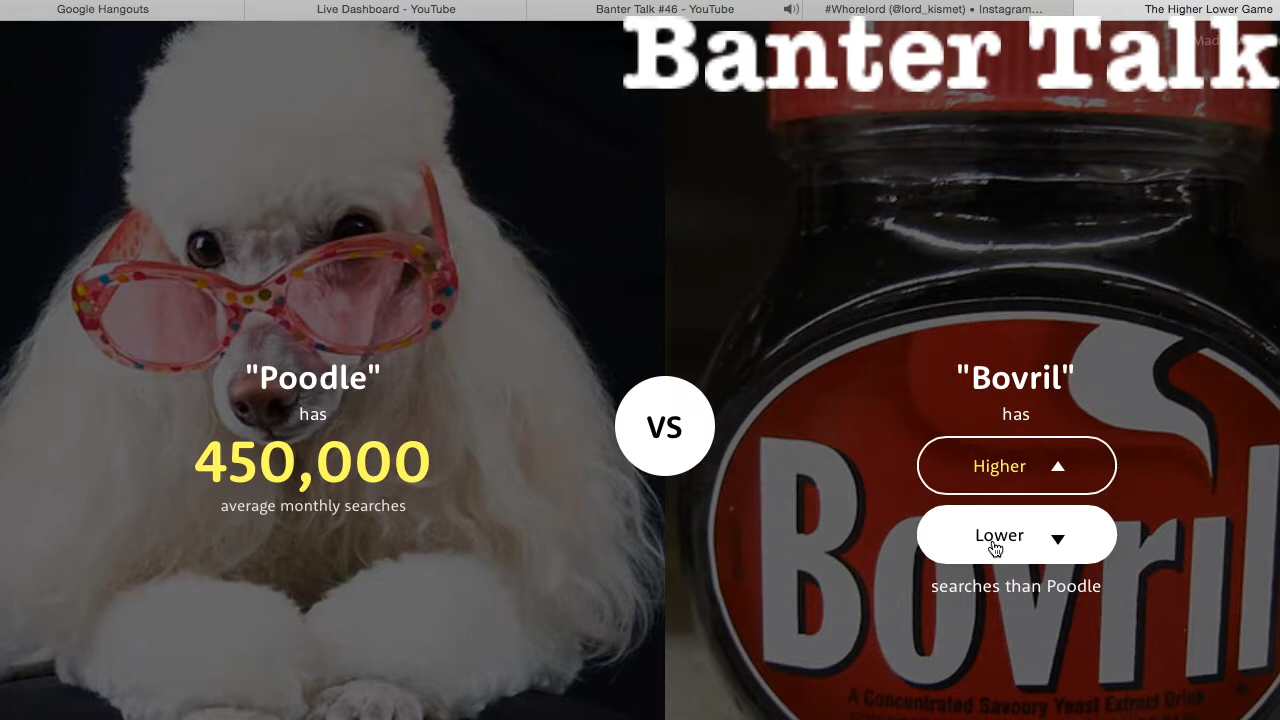 Google Hangouts
Live Dashboard - YouTube
Banter Talk #46 - YouTube
#Whorelord (@lord_kismet) • Instagram…
The Higher Lower Game
Banter Talk
"Poodle"
has
450,000
average monthly searches
VS
"Bovril"
has
Higher
Lower
searches than Poodle
Bovril
A Concentrated Savoury Yeast Extract Drink